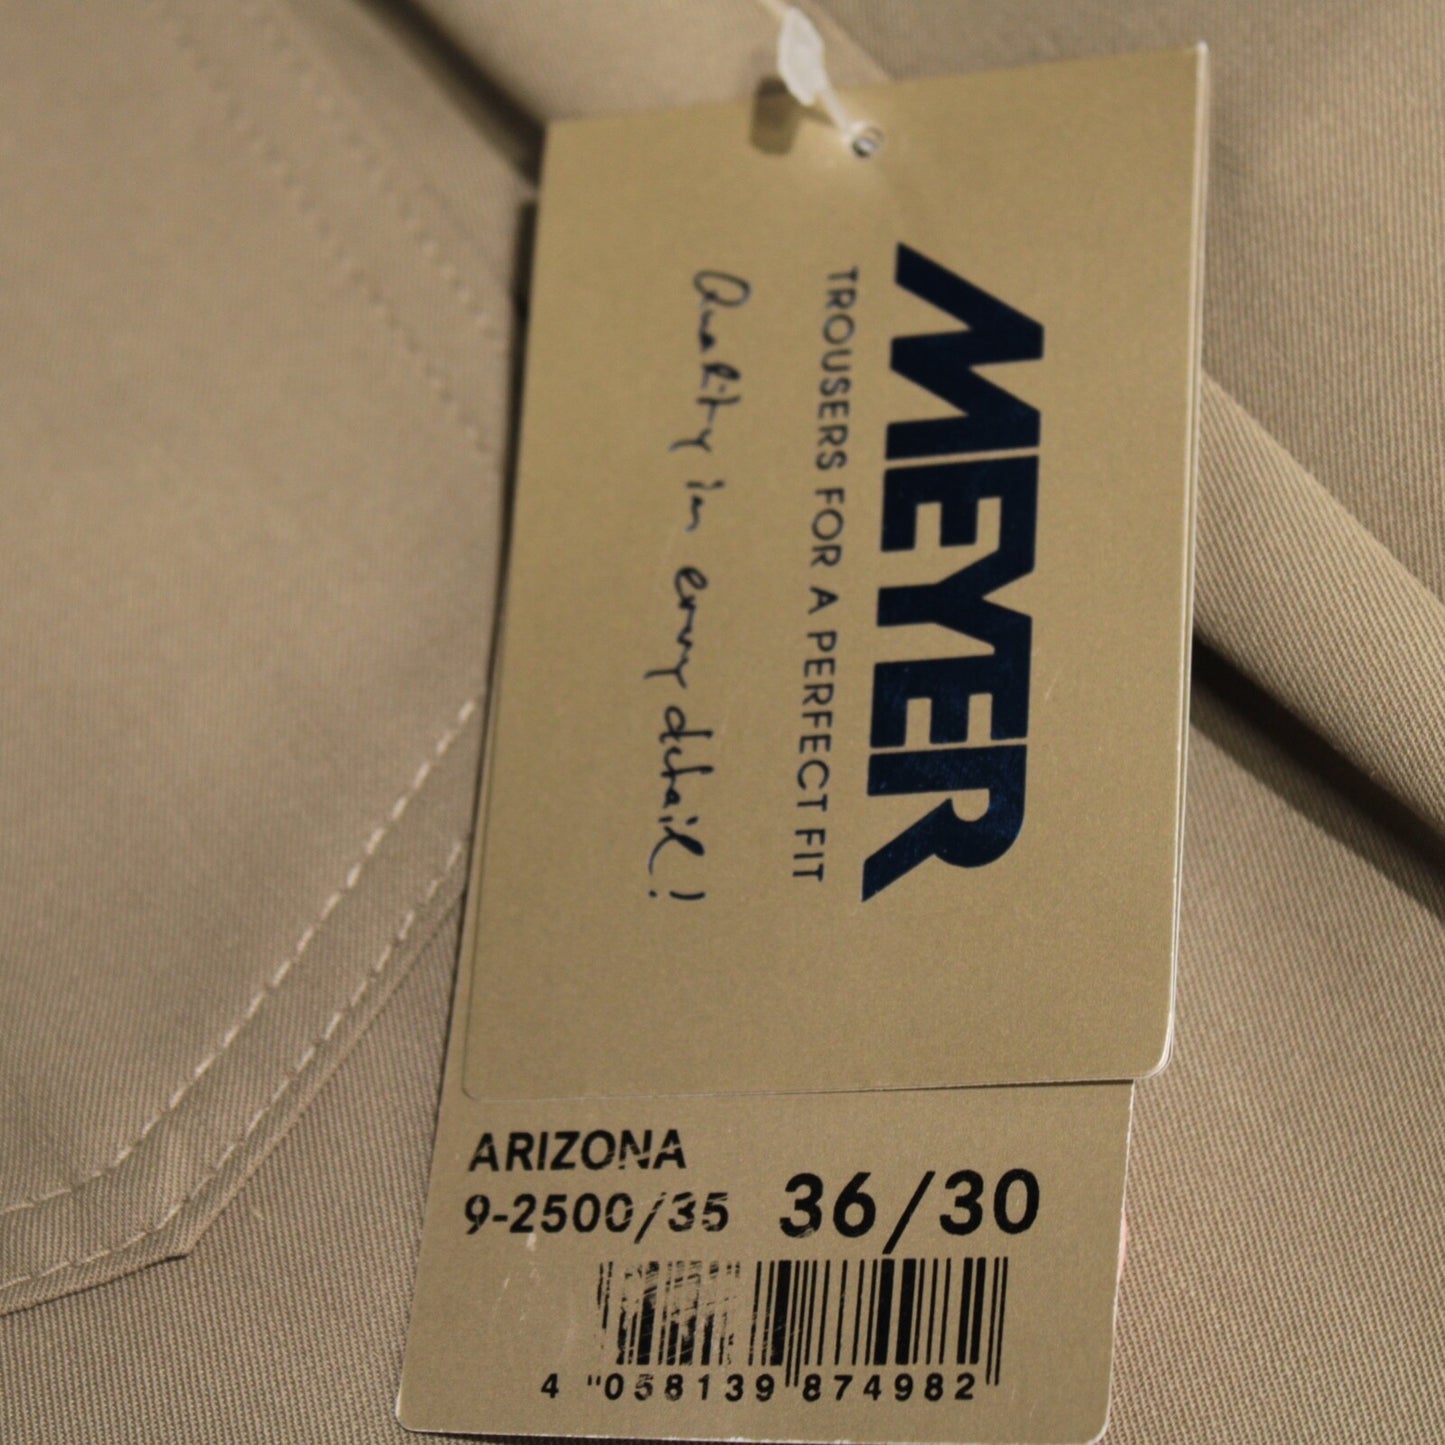 MEYER
TROUSERS FOR A PERFECT FIT
Quality in every detail!
ARIZONA
9-2500/35 36/30
4 058139 874982